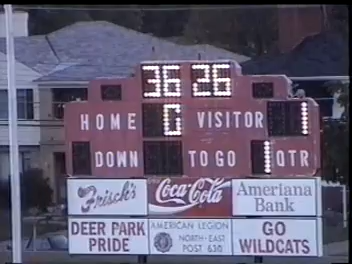 36 26
HOME 0 VISITOR 1
DOWN TO GO 1 QTR
Frisch's Coca-Cola Ameriana Bank
DEER PARK PRIDE AMERICAN LEGION NORTH-EAST POST 630 GO WILDCATS